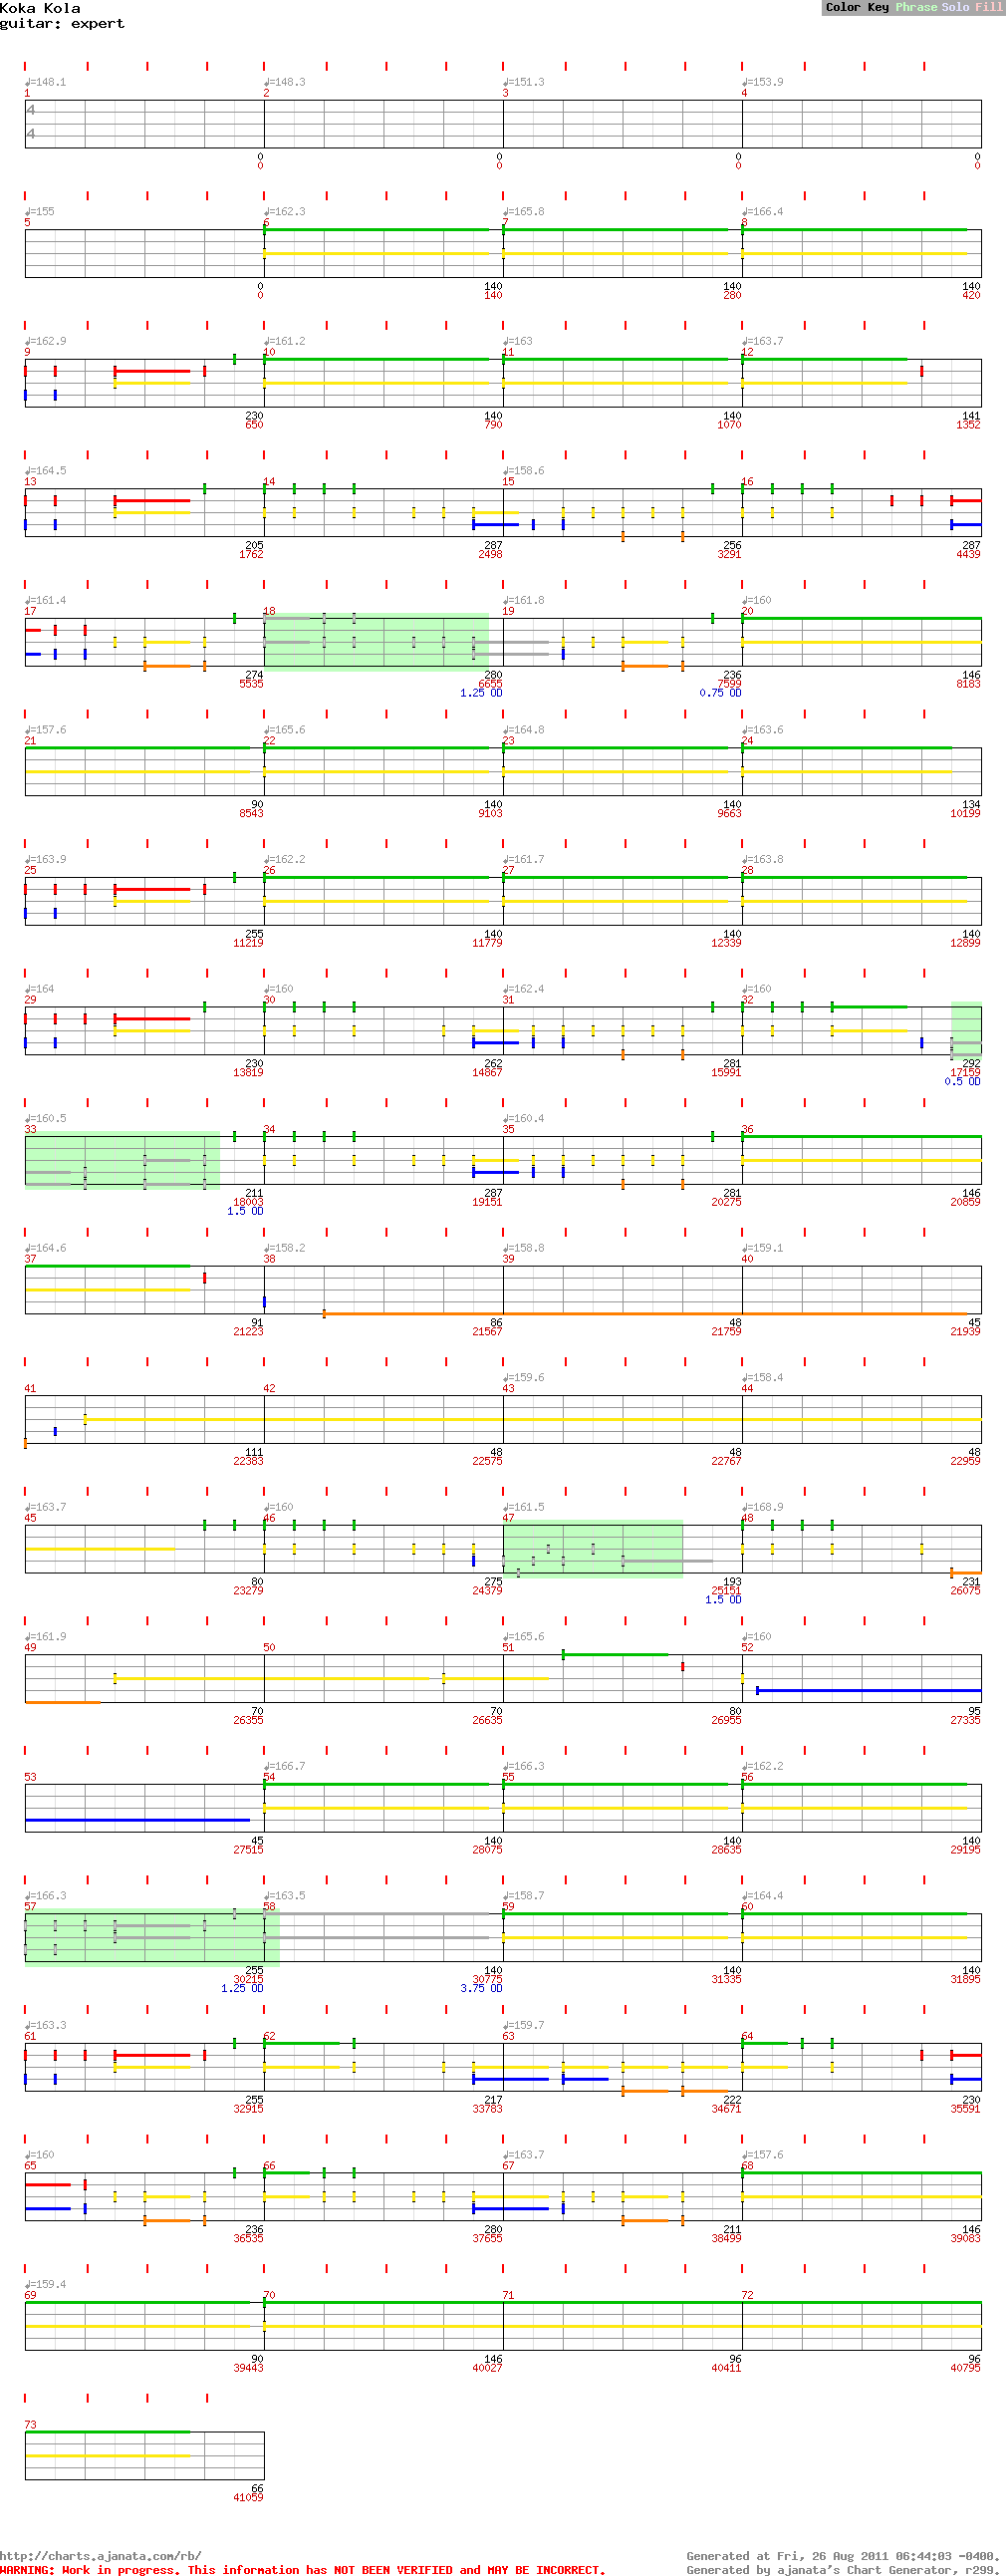 Koka Kola
guitar: expert
Color Key Phrase Solo Fill
♩=148.1 ♩=148.3 ♩=151.3 ♩=153.9
1 2 3 4
4
4
0 0 0 0
0 0 0 0
♩=155 ♩=162.3 ♩=165.8 ♩=166.4
5 6 7 8
0 140 140 140
0 140 280 420
♩=162.9 ♩=161.2 ♩=163 ♩=163.7
9 10 11 12
230 140 140 141
650 790 1070 1352
♩=164.5 ♩=158.6
13 14 15 16
205 287 256 287
1762 2498 3291 4439
♩=161.4 ♩=161.8 ♩=160
17 18 19 20
274 280 236 146
5535 6655 7599 8183
1.25 OD 0.75 OD
♩=157.6 ♩=165.6 ♩=164.8 ♩=163.6
21 22 23 24
90 140 140 134
8543 9103 9663 10199
♩=163.9 ♩=162.2 ♩=161.7 ♩=163.8
25 26 27 28
255 140 140 140
11219 11779 12339 12899
♩=164 ♩=160 ♩=162.4 ♩=160
29 30 31 32
230 262 281 292
13819 14867 15991 17159
0.5 OD
♩=160.5 ♩=160.4
33 34 35 36
211 287 281 146
18003 19151 20275 20859
1.5 OD
♩=164.6 ♩=158.2 ♩=158.8 ♩=159.1
37 38 39 40
91 86 48 45
21223 21567 21759 21939
♩=159.6 ♩=158.4
41 42 43 44
111 48 48 48
22383 22575 22767 22959
♩=163.7 ♩=160 ♩=161.5 ♩=168.9
45 46 47 48
80 275 193 231
23279 24379 25151 26075
1.5 OD
♩=161.9 ♩=165.6 ♩=160
49 50 51 52
70 70 80 95
26355 26635 26955 27335
♩=166.7 ♩=166.3 ♩=162.2
53 54 55 56
45 140 140 140
27515 28075 28635 29195
♩=166.3 ♩=163.5 ♩=158.7 ♩=164.4
57 58 59 60
255 140 140 140
30215 30775 31335 31895
1.25 OD 3.75 OD
♩=163.3 ♩=159.7
61 62 63 64
255 217 222 230
32915 33783 34671 35591
♩=160 ♩=163.7 ♩=157.6
65 66 67 68
236 280 211 146
36535 37655 38499 39083
♩=159.4
69 70 71 72
90 146 96 96
39443 40027 40411 40795
73
66
41059
http://charts.ajanata.com/rb/ Generated at Fri, 26 Aug 2011 06:44:03 -0400.
WARNING: Work in progress. This information has NOT BEEN VERIFIED and MAY BE INCORRECT. Generated by ajanata's Chart Generator, r299.